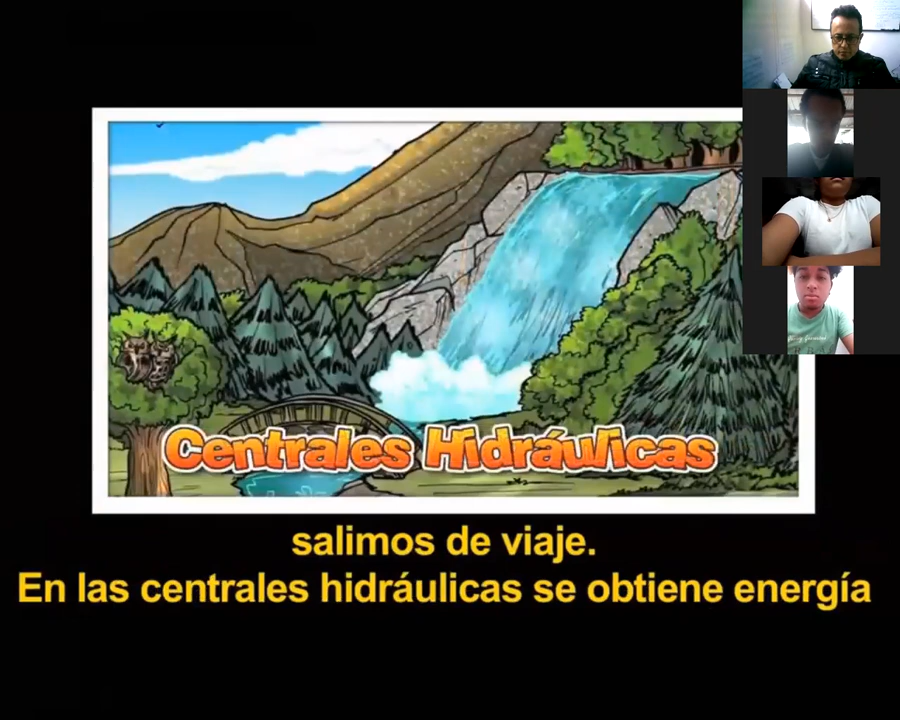 Centrales Hidráulicas
salimos de viaje.
En las centrales hidráulicas se obtiene energía